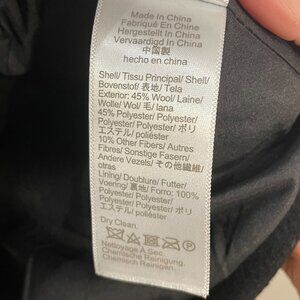 Made In China
Fabriqué En Chine
Hergestellt In China
Vervaardigd In China
中国製
hecho en china
Shell/ Tissu Principal/ Shell/
Bovenstof/ 表地/ Tela
Exterior: 45% Wool/ Laine/
Wolle/ Wol/ 毛/ lana
45% Polyester/ Polyester/
Polyester/ Polyester/ ポリ
エステル/ poliéster
10% Other Fibers/ Autres
Fibres/ Sonstige Fasern/
Andere Vezels/ その他繊維/
otras
Lining/ Doublure/ Futter/
Voering/ 裏地/ Forro: 100%
Polyester/ Polyester/
Polyester/ Polyester/ ポリ
エステル/ poliéster
Dry Clean.
Nettoyage À Sec.
Chemische Reinigung.
Chemisch Reinigen.